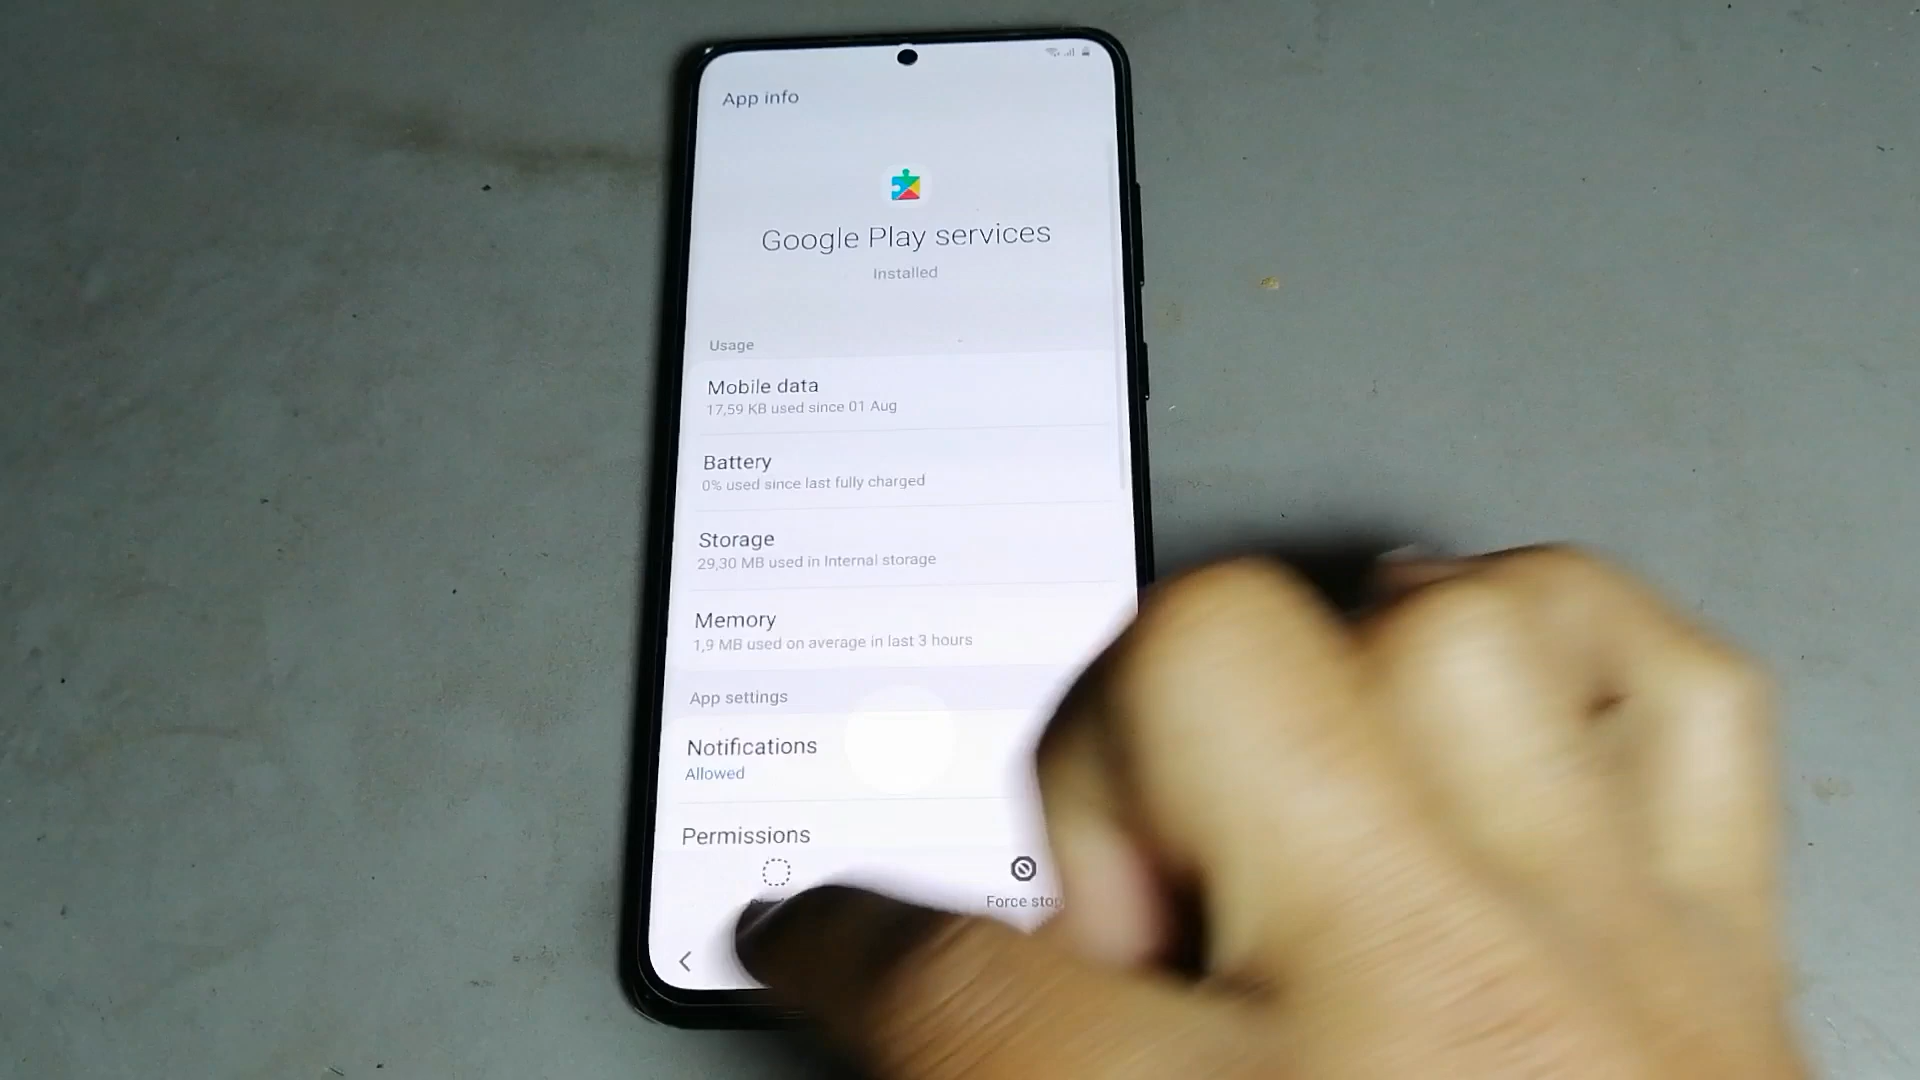 App info
Google Play services
Installed
Usage
Mobile data
17,59 KB used since 01 Aug
Battery
0% used since last fully charged
Storage
29,30 MB used in Internal storage
Memory
1,9 MB used on average in last 3 hours
App settings
Notifications
Allowed
Permissions
Force stop